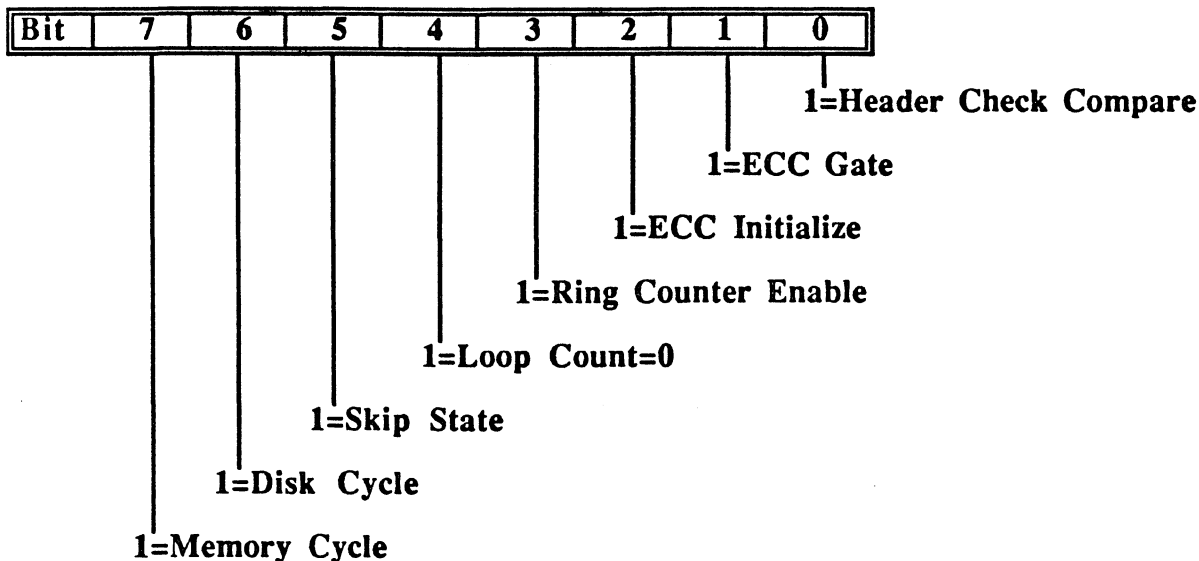 Bit 7 6 5 4 3 2 1 0
1=Header Check Compare
1=ECC Gate
1=ECC Initialize
1=Ring Counter Enable
1=Loop Count=0
1=Skip State
1=Disk Cycle
1=Memory Cycle